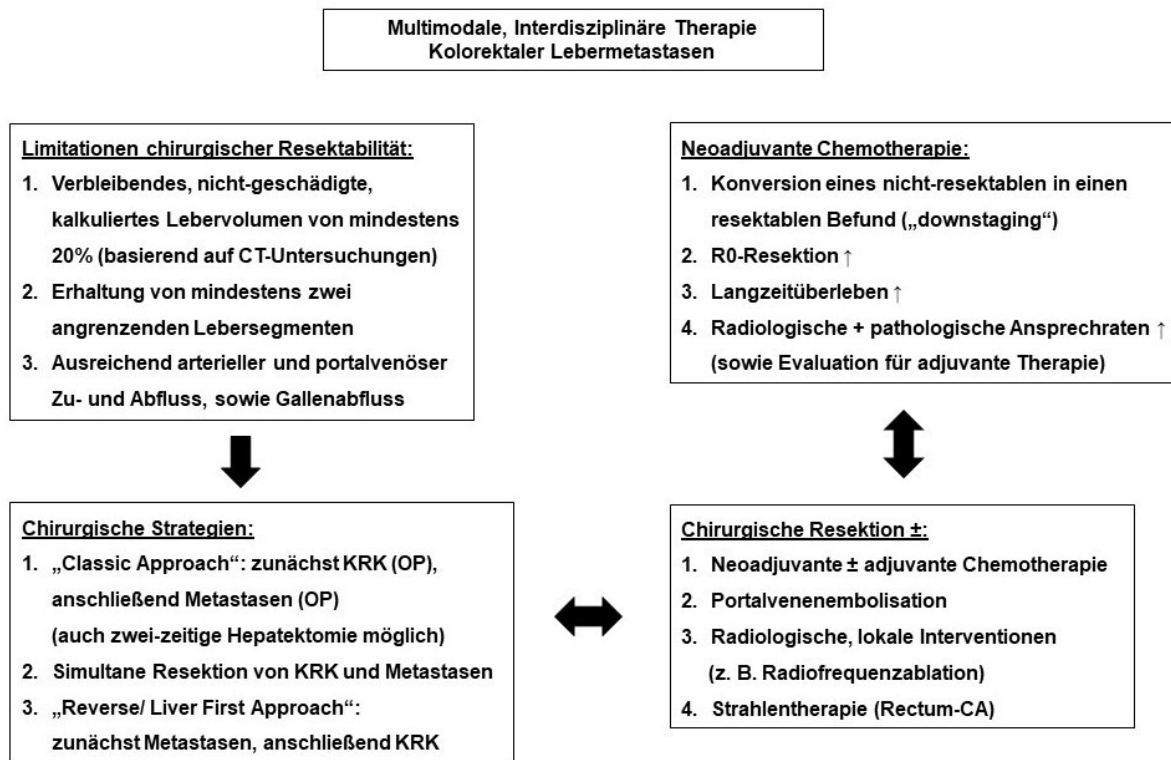 Multimodale, Interdisziplinäre Therapie
Kolorektaler Lebermetastasen
Limitationen chirurgischer Resektabilität:
1. Verbleibendes, nicht-geschädigte,
kalkuliertes Lebervolumen von mindestens
20% (basierend auf CT-Untersuchungen)
2. Erhaltung von mindestens zwei
angrenzenden Lebersegmenten
3. Ausreichend arterieller und portalvenöser
Zu- und Abfluss, sowie Gallenabfluss
Neoadjuvante Chemotherapie:
1. Konversion eines nicht-resektablen in einen
resektablen Befund („downstaging“)
2. R0-Resektion ↑
3. Langzeitüberleben ↑
4. Radiologische + pathologische Ansprechraten ↑
(sowie Evaluation für adjuvante Therapie)
Chirurgische Strategien:
1. „Classic Approach“: zunächst KRK (OP),
anschließend Metastasen (OP)
(auch zwei-zeitige Hepatektomie möglich)
2. Simultane Resektion von KRK und Metastasen
3. „Reverse/ Liver First Approach“:
zunächst Metastasen, anschließend KRK
Chirurgische Resektion ±:
1. Neoadjuvante ± adjuvante Chemotherapie
2. Portalvenenembolisation
3. Radiologische, lokale Interventionen
(z. B. Radiofrequenzablation)
4. Strahlentherapie (Rectum-CA)